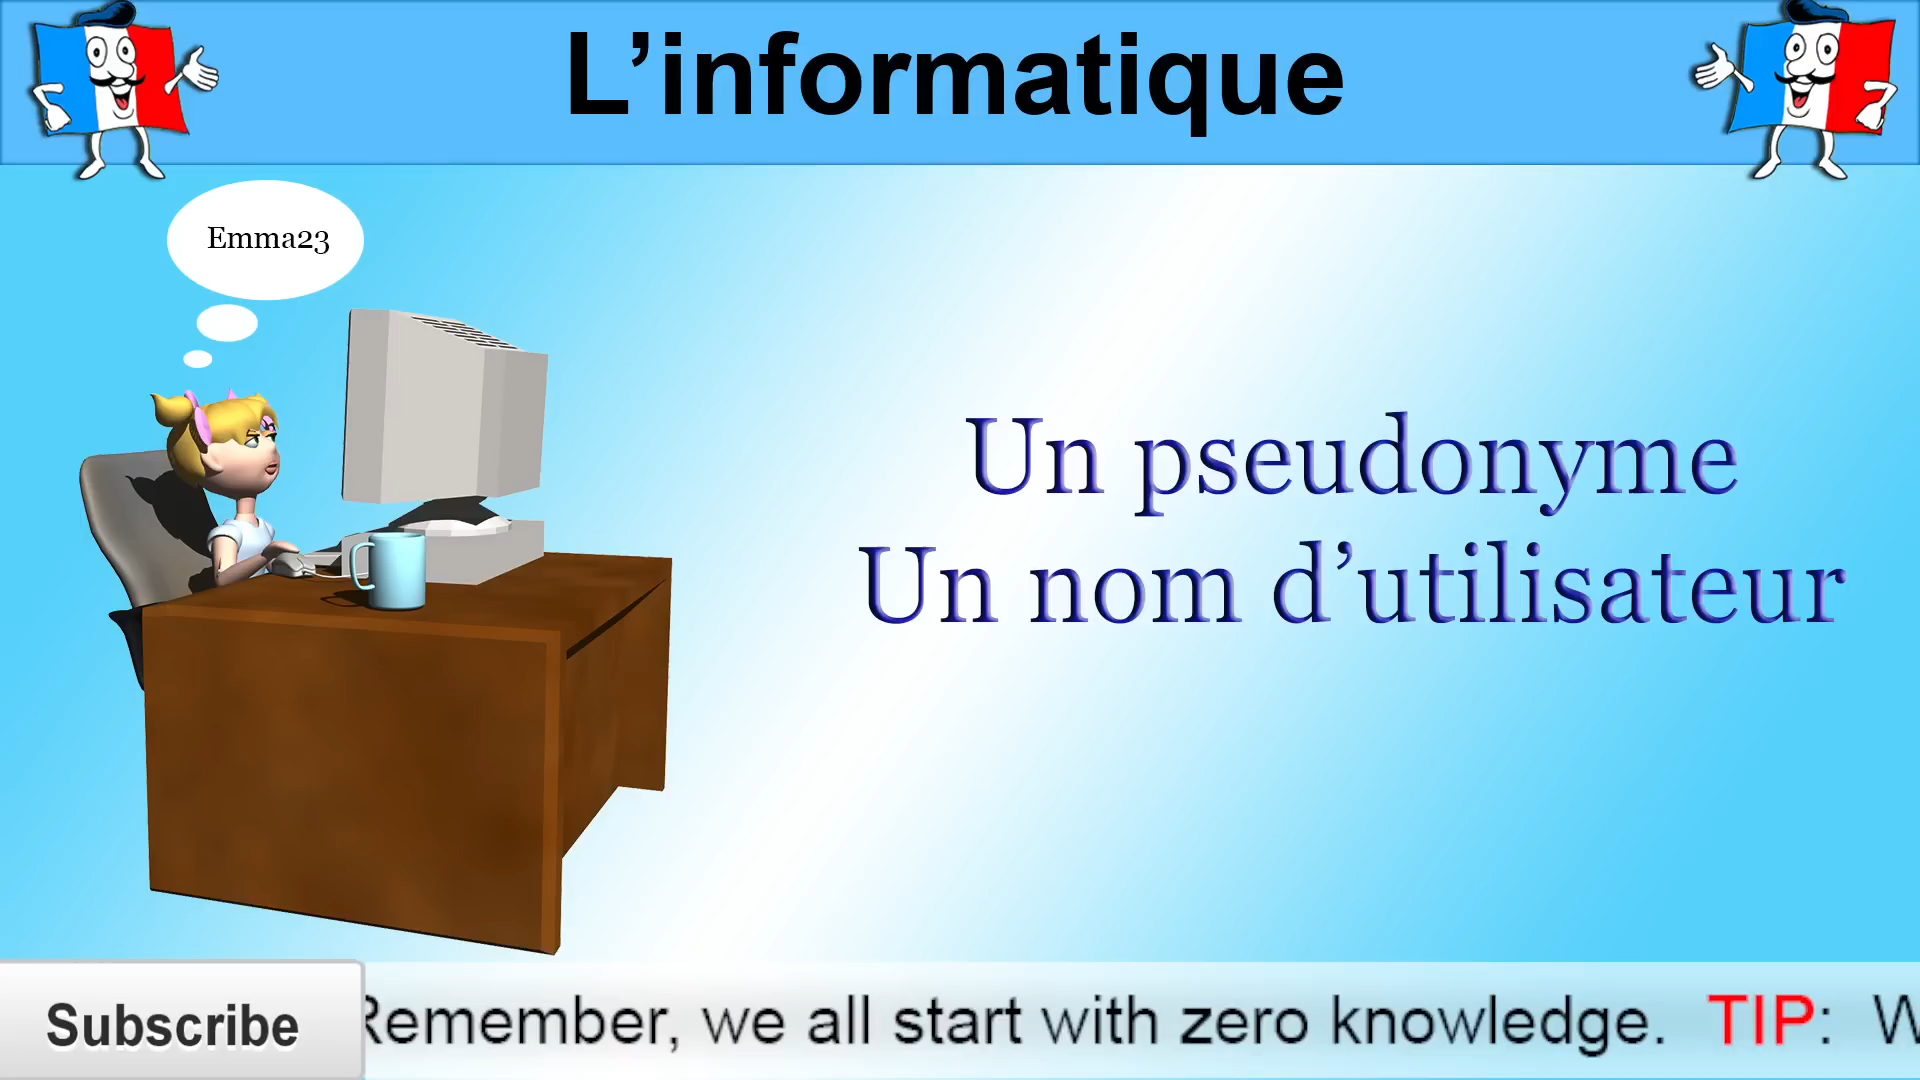 L’informatique
Emma23
Un pseudonyme
Un nom d’utilisateur
Subscribe
Remember, we all start with zero knowledge. TIP: